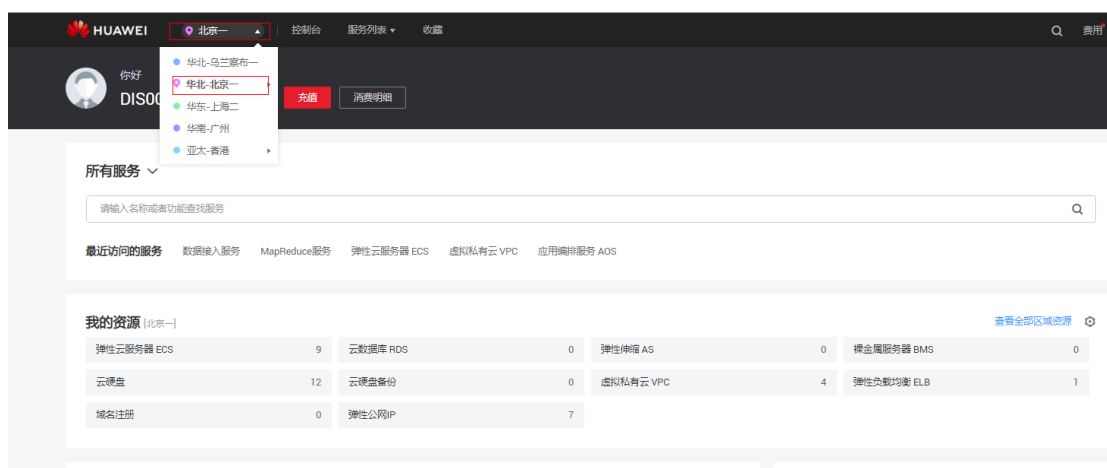 HUAWEI 北京一 控制台 服务列表 收藏 费用
华北-乌兰察布一
你好
华北-北京一
DIS00 充值 消费明细
华东-上海二
华南-广州
亚太-香港
所有服务
请输入名称或者功能查找服务
最近访问的服务 数据接入服务 MapReduce服务 弹性云服务器 ECS 虚拟私有云 VPC 应用编排服务 AOS
我的资源 [北京一] 查看全部区域资源
弹性云服务器 ECS 9 云数据库 RDS 0 弹性伸缩 AS 0 裸金属服务器 BMS 0
云硬盘 12 云硬盘备份 0 虚拟私有云 VPC 4 弹性负载均衡 ELB 1
域名注册 0 弹性公网IP 7